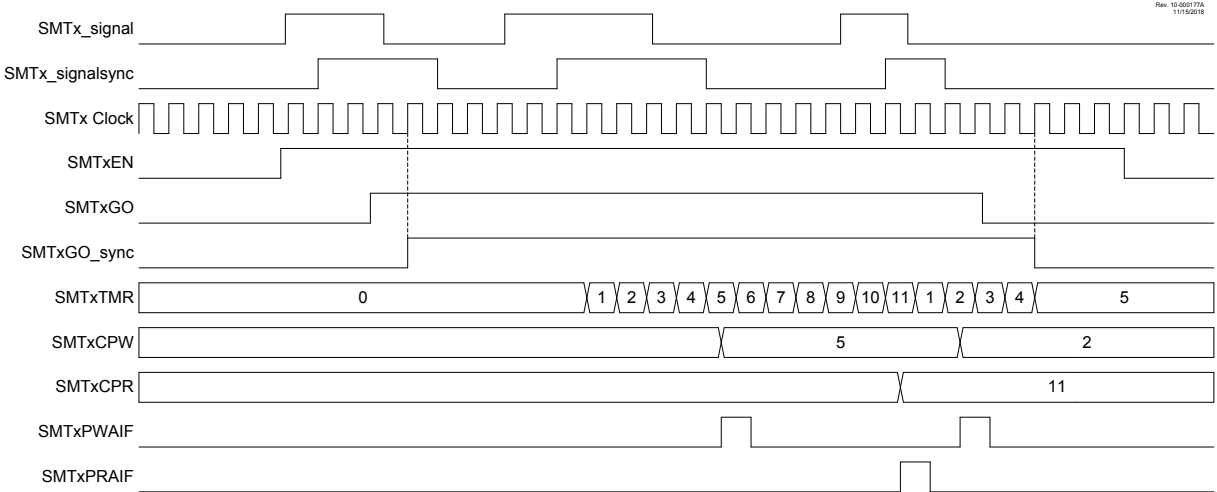 Rev. 10-000177A
11/15/2018
SMTx_signal
SMTx_signalsync
SMTx Clock
SMTxEN
SMTxGO
SMTxGO_sync
SMTxTMR 0 1 2 3 4 5 6 7 8 9 10 11 1 2 3 4 5
SMTxCPW 5 2
SMTxCPR 11
SMTxPWAIF
SMTxPRAIF